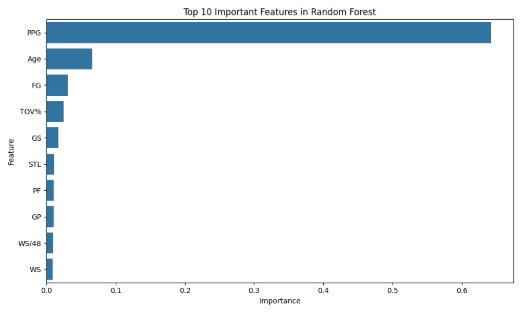 Top 10 Important Features in Random Forest
PPG
Age
FG
TOV%
GS
STL
PF
GP
WS/48
WS
Feature
0.0 0.1 0.2 0.3 0.4 0.5 0.6
Importance